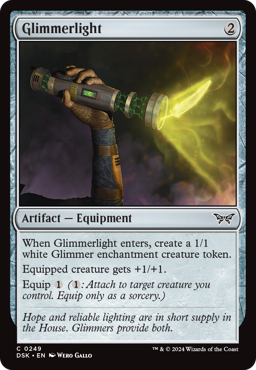 Glimmerlight 2
Artifact — Equipment
When Glimmerlight enters, create a 1/1
white Glimmer enchantment creature token.
Equipped creature gets +1/+1.
Equip 1 (1: Attach to target creature you
control. Equip only as a sorcery.)
Hope and reliable lighting are in short supply in
the House. Glimmers provide both.
C 0249
DSK • EN Wero Gallo
™ & © 2024 Wizards of the Coast